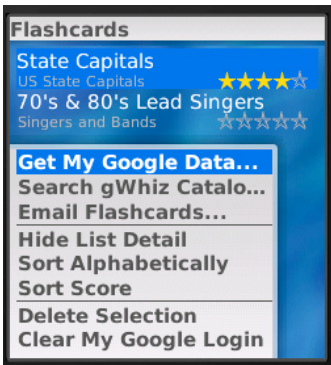 Flashcards
State Capitals
US State Capitals
70's & 80's Lead Singers
Singers and Bands
Get My Google Data...
Search gWhiz Catalo...
Email Flashcards...
Hide List Detail
Sort Alphabetically
Sort Score
Delete Selection
Clear My Google Login